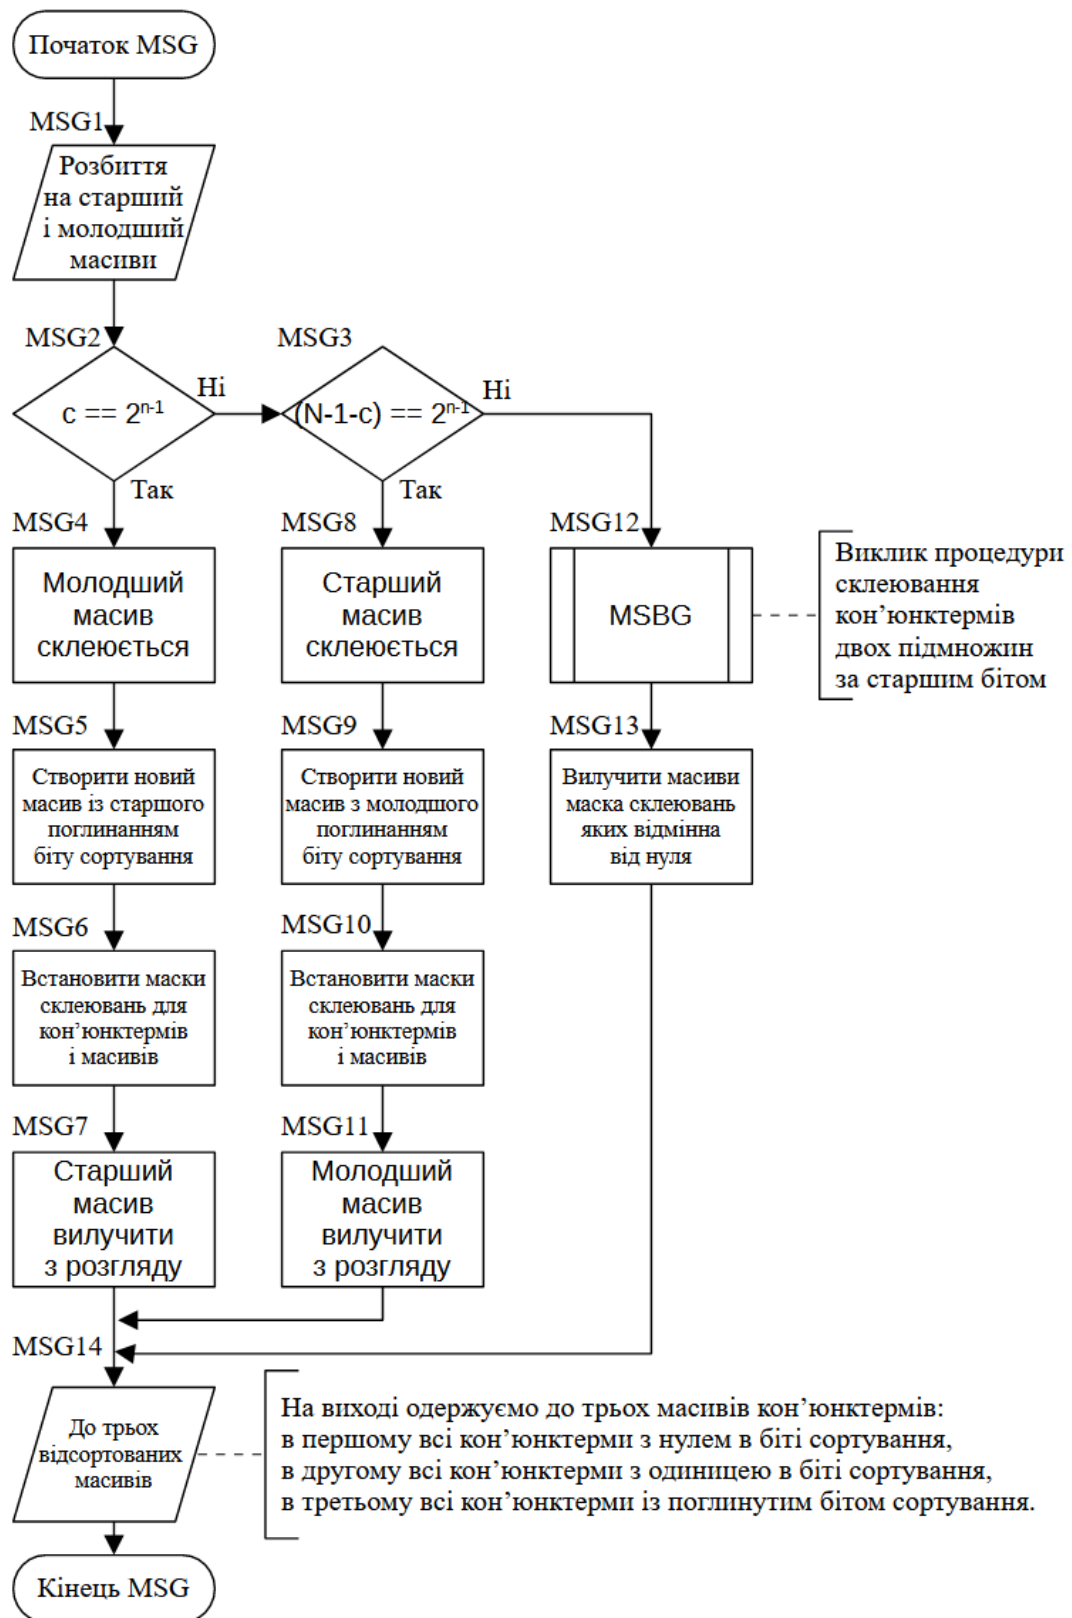 Початок MSG
MSG1
Розбиття
на старший
і молодший
масиви
MSG2
c == 2ⁿ⁻¹
Ні
Так
MSG3
(N-1-c) == 2ⁿ⁻¹
Ні
Так
MSG4
Молодший
масив
склеюється
MSG8
Старший
масив
склеюється
MSG12
MSBG
Виклик процедури
склеювання
кон’юнктермів
двох підмножин
за старшим бітом
MSG5
Створити новий
масив із старшого
поглинанням
біту сортування
MSG9
Створити новий
масив з молодшого
поглинанням
біту сортування
MSG13
Вилучити масиви
маска склеювань
яких відмінна
від нуля
MSG6
Встановити маски
склеювань для
кон’юнктермів
і масивів
MSG10
Встановити маски
склеювань для
кон’юнктермів
і масивів
MSG7
Старший
масив
вилучити
з розгляду
MSG11
Молодший
масив
вилучити
з розгляду
MSG14
До трьох
відсортованих
масивів
На виході одержуємо до трьох масивів кон’юнктермів:
в першому всі кон’юнктерми з нулем в біті сортування,
в другому всі кон’юнктерми з одиницею в біті сортування,
в третьому всі кон’юнктерми із поглинутим бітом сортування.
Кінець MSG